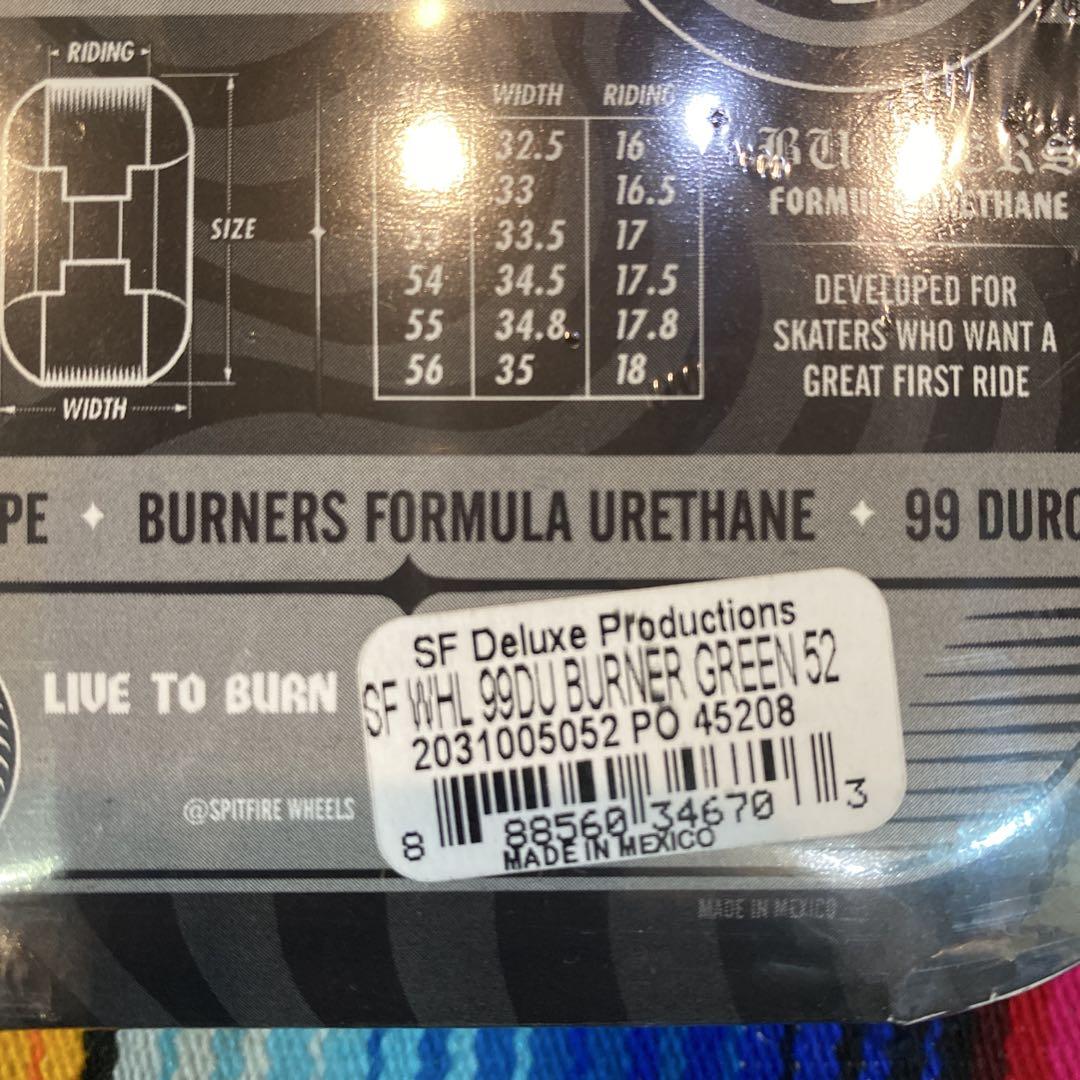 RIDING
SIZE
WIDTH
WIDTH RIDING
32.5 16
33 16.5
33.5 17
54 34.5 17.5
55 34.8 17.8
56 35 18
DEVELOPED FOR
SKATERS WHO WANT A
GREAT FIRST RIDE
PE BURNERS FORMULA URETHANE 99 DURO
LIVE TO BURN
@SPITFIRE WHEELS
SF Deluxe Productions
SF WHL 99DU BURNER GREEN 52
2031005052 PO 45208
8 88560 34670 3
MADE IN MEXICO
MADE IN MEXICO